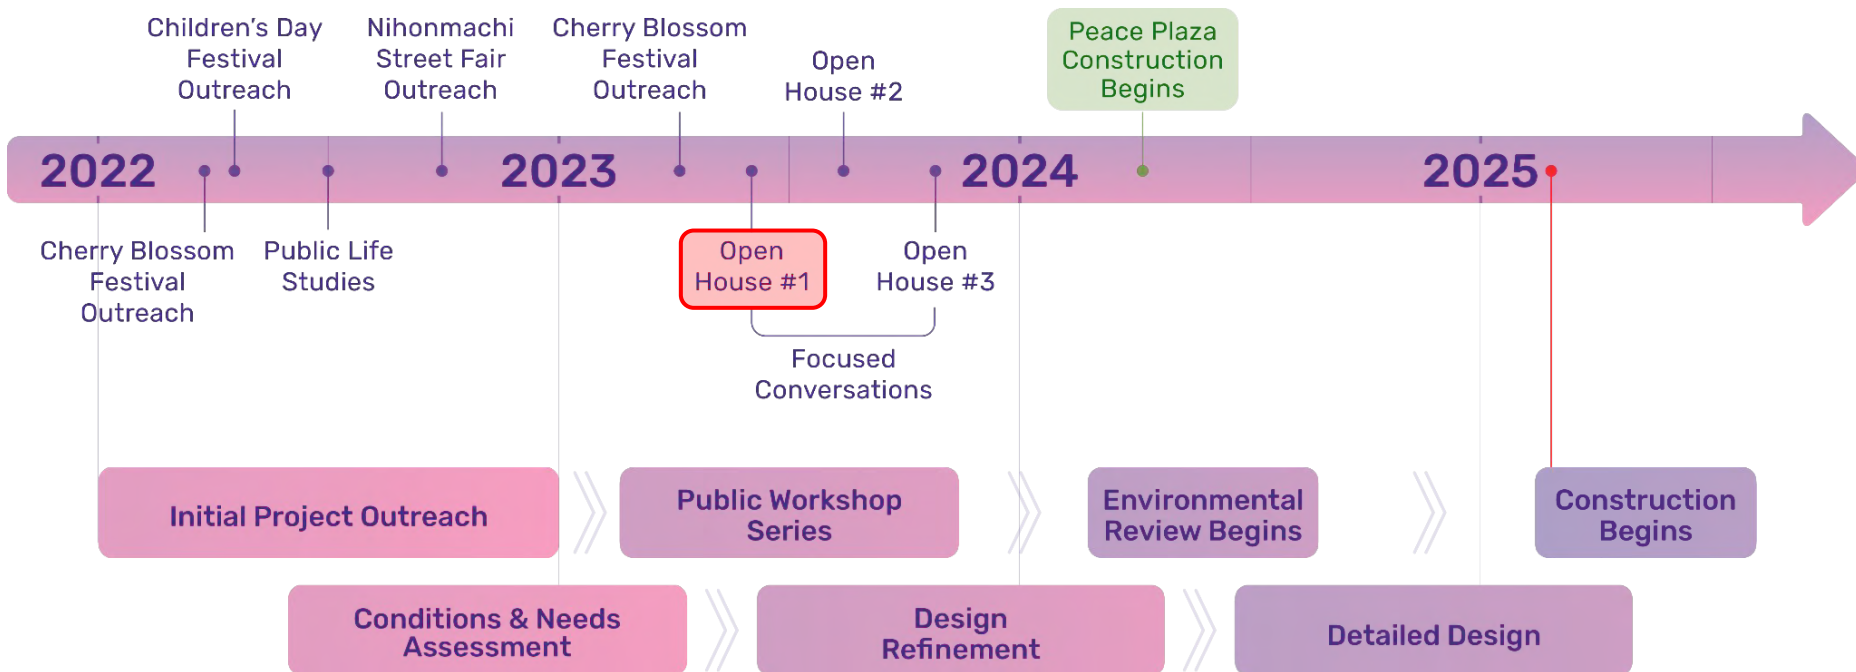 Children's Day
Festival
Outreach
Nihonmachi
Street Fair
Outreach
Cherry Blossom
Festival
Outreach
Open
House #2
Peace Plaza
Construction
Begins
2022
2023
2024
2025
Cherry Blossom
Festival
Outreach
Public Life
Studies
Open
House #1
Open
House #3
Focused
Conversations
Initial Project Outreach
Public Workshop
Series
Environmental
Review Begins
Construction
Begins
Conditions & Needs
Assessment
Design
Refinement
Detailed Design